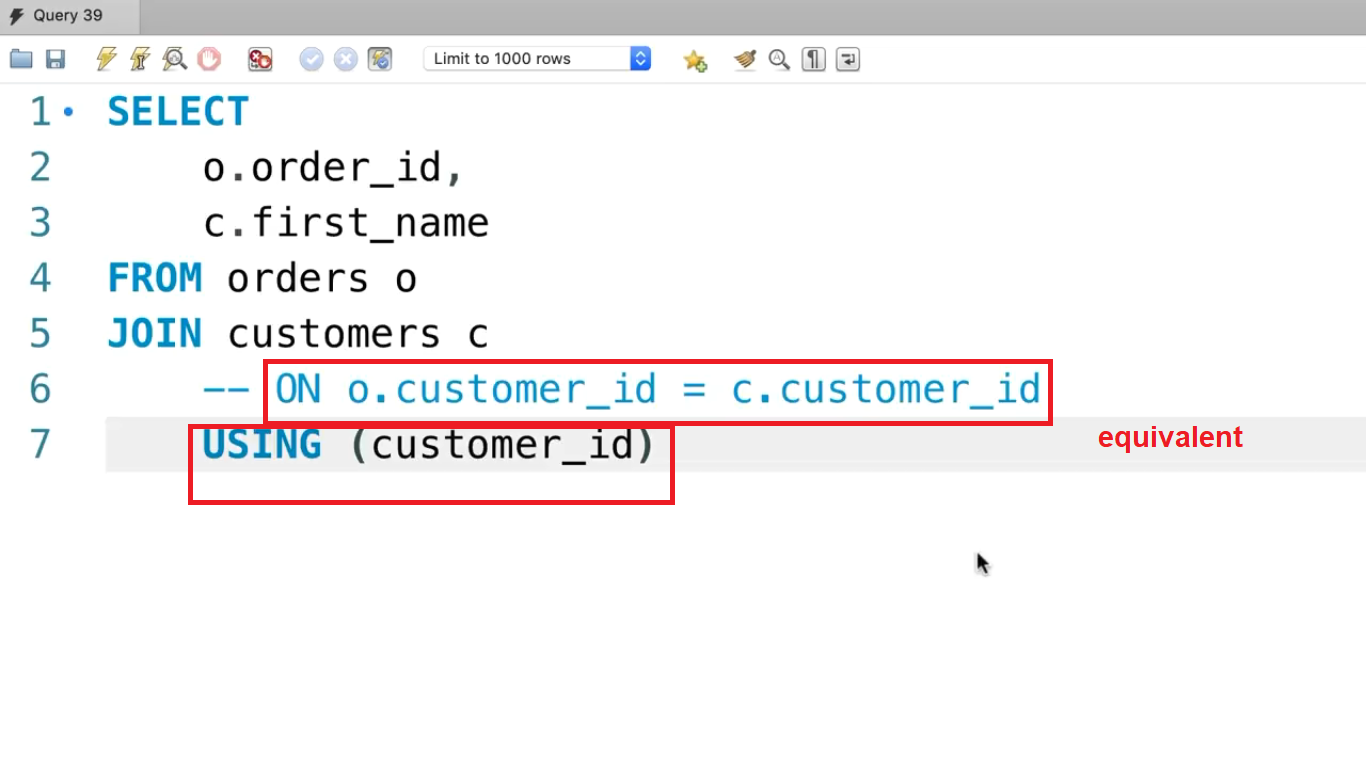 Query 39
Limit to 1000 rows
1 SELECT
2 o.order_id,
3 c.first_name
4 FROM orders o
5 JOIN customers c
6 -- ON o.customer_id = c.customer_id
7 USING (customer_id)
equivalent